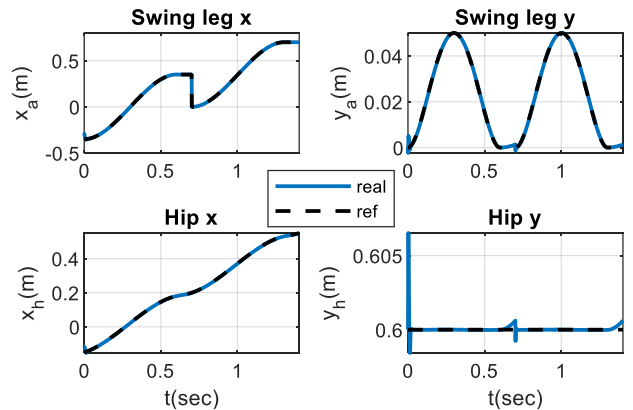 Swing leg x
x_a(m)
0.5
0
-0.5
0 0.5 1
Swing leg y
y_a(m)
0.04
0.02
0
0 0.5 1
real
ref
Hip x
x_h(m)
0.4
0.2
0
0 0.5 1
t(sec)
Hip y
y_h(m)
0.605
0.6
0 0.5 1
t(sec)